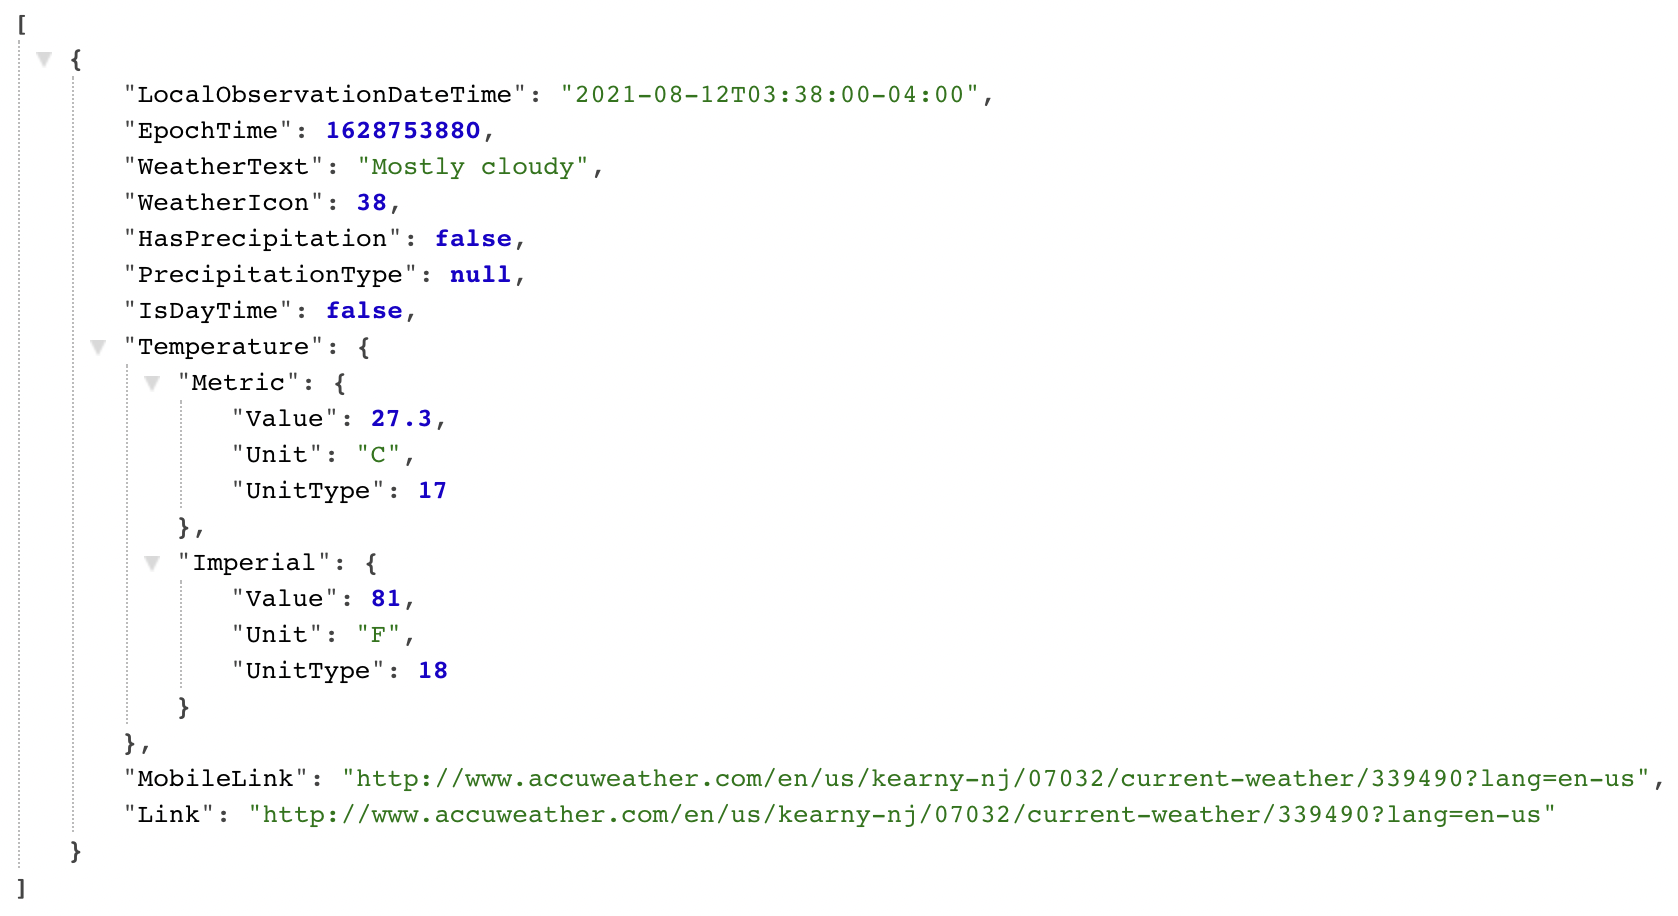 [
{
"LocalObservationDateTime": "2021-08-12T03:38:00-04:00",
"EpochTime": 1628753880,
"WeatherText": "Mostly cloudy",
"WeatherIcon": 38,
"HasPrecipitation": false,
"PrecipitationType": null,
"IsDayTime": false,
"Temperature": {
"Metric": {
"Value": 27.3,
"Unit": "C",
"UnitType": 17
},
"Imperial": {
"Value": 81,
"Unit": "F",
"UnitType": 18
}
},
"MobileLink": "http://www.accuweather.com/en/us/kearny-nj/07032/current-weather/339490?lang=en-us",
"Link": "http://www.accuweather.com/en/us/kearny-nj/07032/current-weather/339490?lang=en-us"
}
]